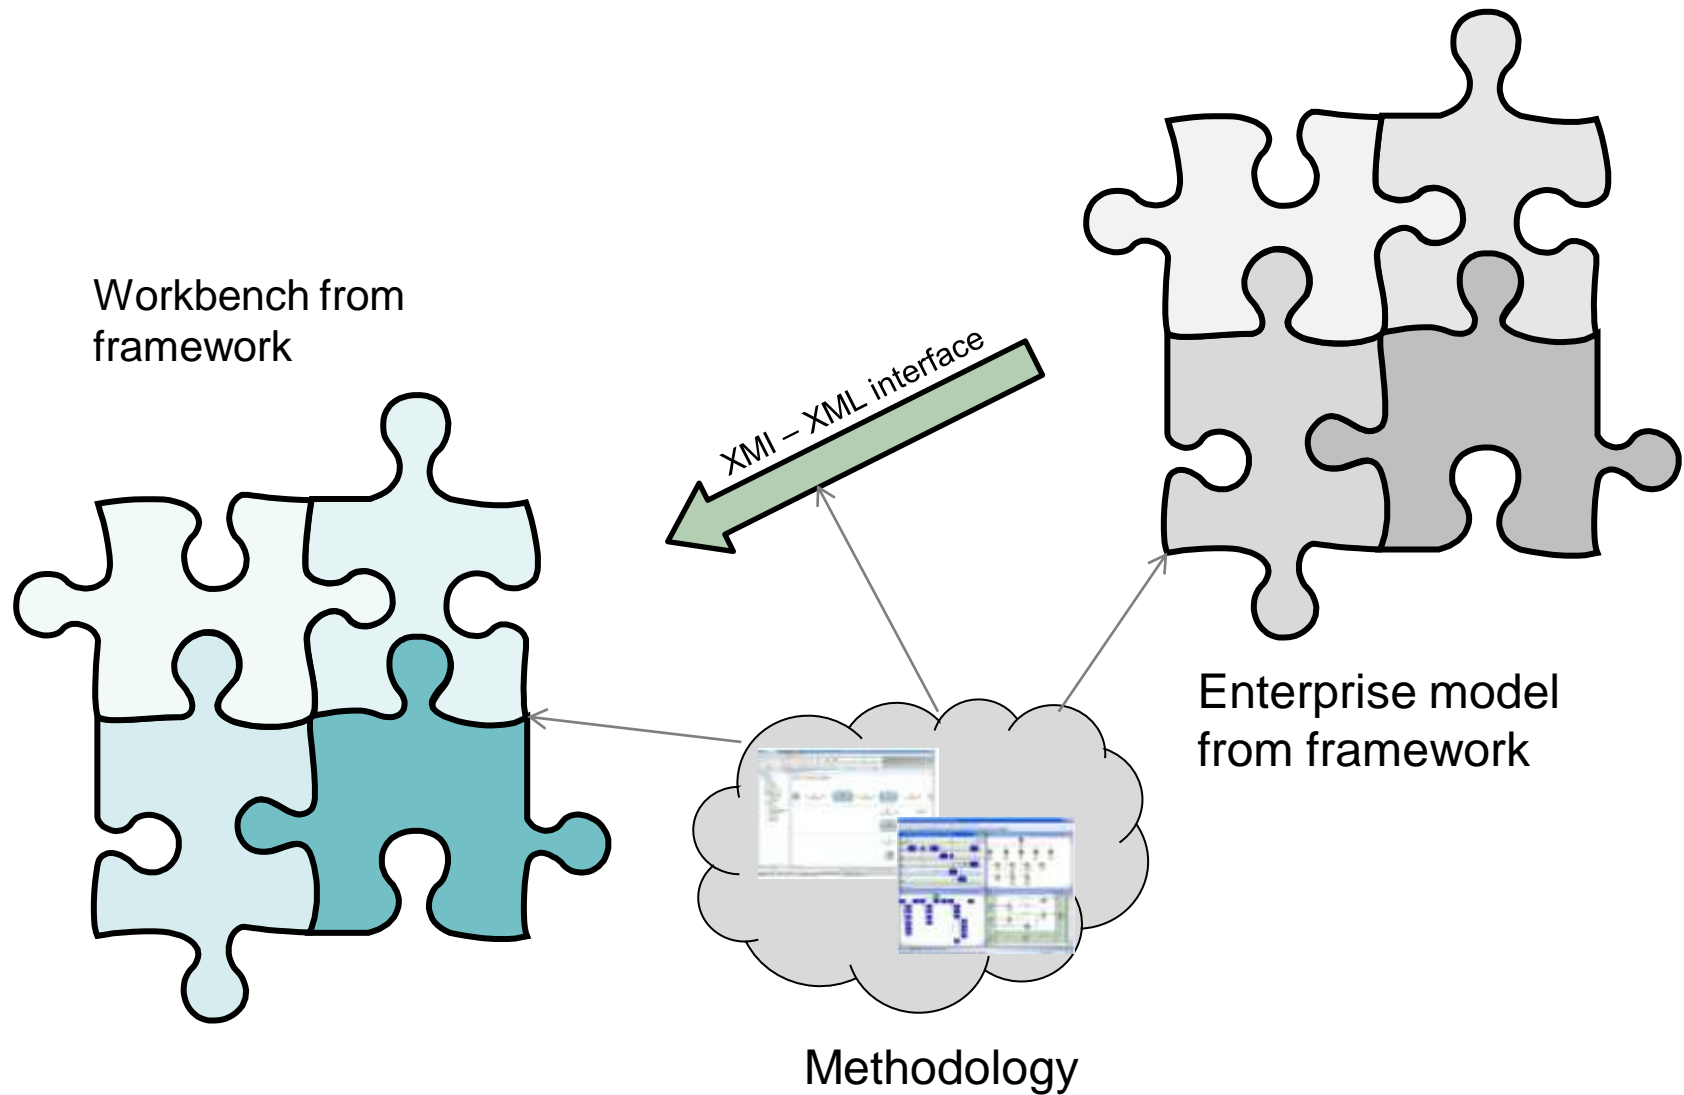 Workbench from
framework
XMI – XML interface
Enterprise model
from framework
Methodology